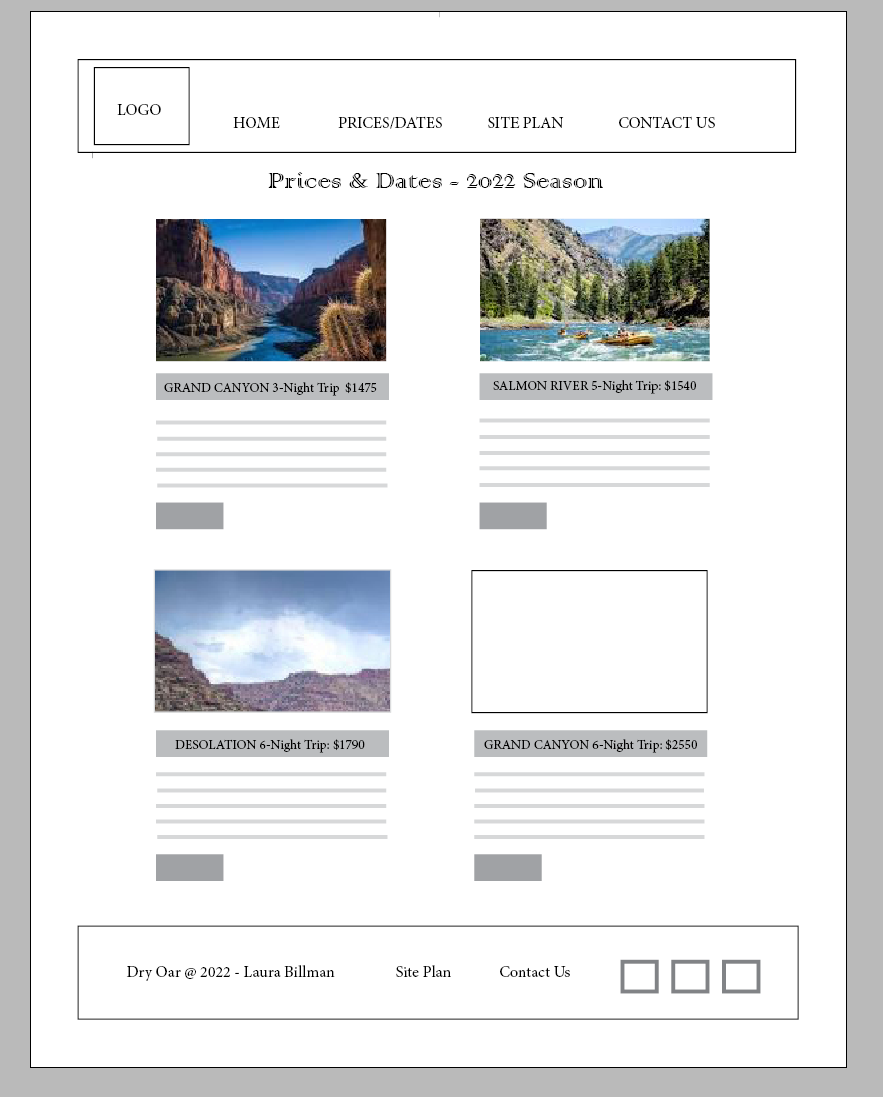 LOGO
HOME PRICES/DATES SITE PLAN CONTACT US
Prices & Dates - 2022 Season
GRAND CANYON 3-Night Trip $1475
SALMON RIVER 5-Night Trip: $1540
DESOLATION 6-Night Trip: $1790
GRAND CANYON 6-Night Trip: $2550
Dry Oar @ 2022 - Laura Billman Site Plan Contact Us